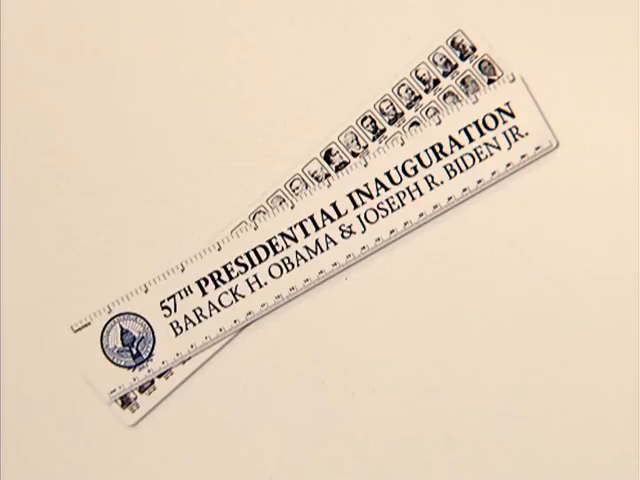 57TH PRESIDENTIAL INAUGURATION
BARACK H. OBAMA & JOSEPH R. BIDEN JR.